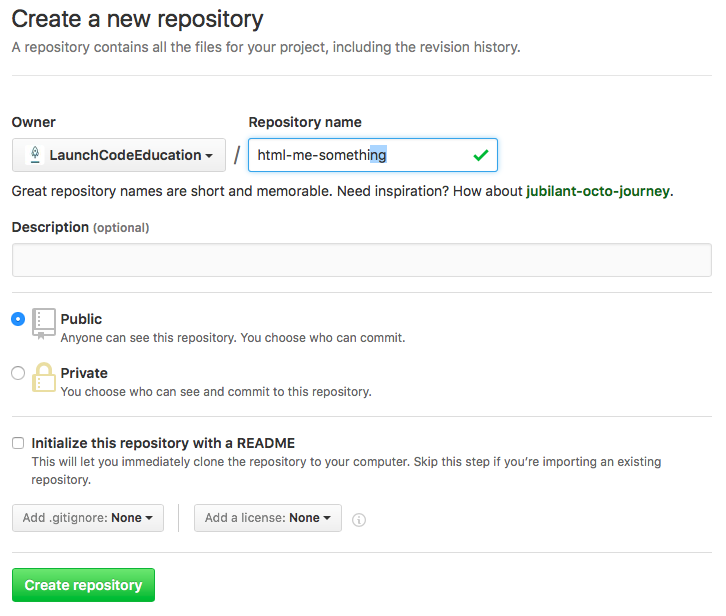 Create a new repository
A repository contains all the files for your project, including the revision history.
Owner
Repository name
LaunchCodeEducation / html-me-something
Great repository names are short and memorable. Need inspiration? How about jubilant-octo-journey.
Description (optional)
Public
Anyone can see this repository. You choose who can commit.
Private
You choose who can see and commit to this repository.
Initialize this repository with a README
This will let you immediately clone the repository to your computer. Skip this step if you’re importing an existing
repository.
Add .gitignore: None
Add a license: None
Create repository